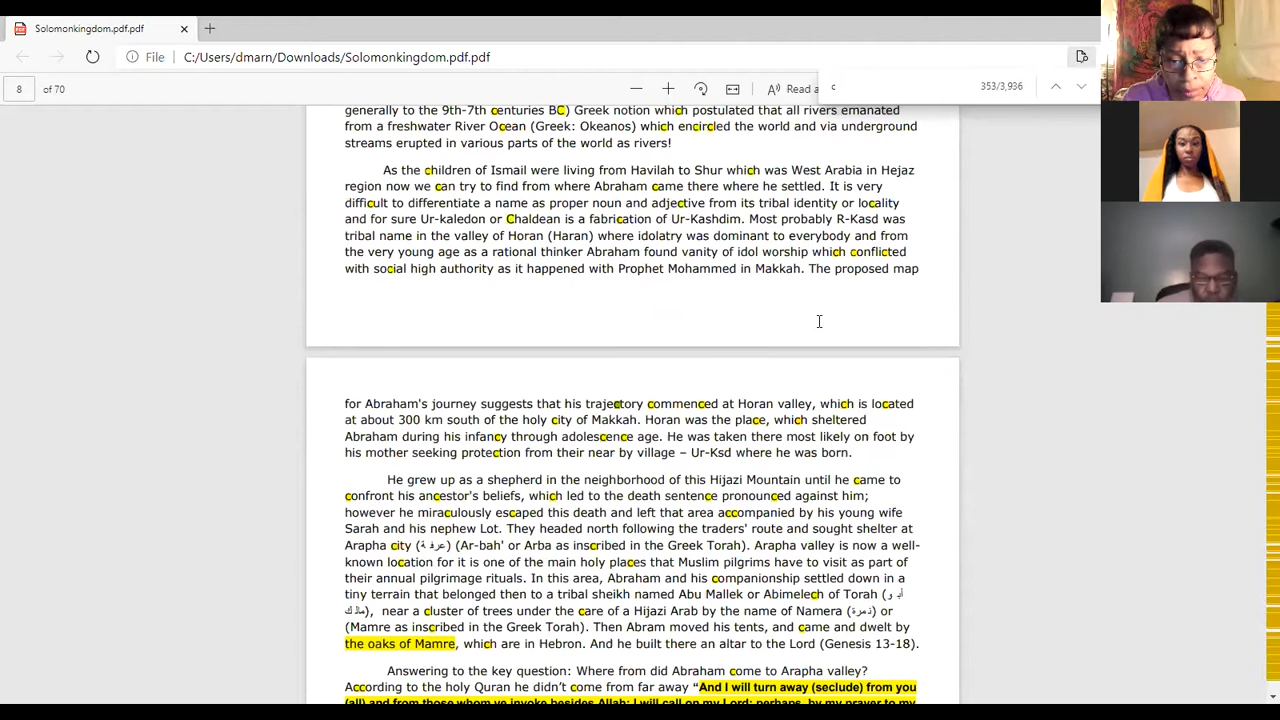 Solomonkingdom.pdf.pdf
File C:/Users/dmarn/Downloads/Solomonkingdom.pdf.pdf
8 of 70 Read a c 353/3,936
generally to the 9th-7th centuries BC) Greek notion which postulated that all rivers emanated
from a freshwater River Ocean (Greek: Okeanos) which encircled the world and via underground
streams erupted in various parts of the world as rivers!
As the children of Ismail were living from Havilah to Shur which was West Arabia in Hejaz
region now we can try to find from where Abraham came there where he settled. It is very
difficult to differentiate a name as proper noun and adjective from its tribal identity or locality
and for sure Ur-kaledon or Chaldean is a fabrication of Ur-Kashdim. Most probably R-Kasd was
tribal name in the valley of Horan (Haran) where idolatry was dominant to everybody and from
the very young age as a rational thinker Abraham found vanity of idol worship which conflicted
with social high authority as it happened with Prophet Mohammed in Makkah. The proposed map
for Abraham's journey suggests that his trajectory commenced at Horan valley, which is located
at about 300 km south of the holy city of Makkah. Horan was the place, which sheltered
Abraham during his infancy through adolescence age. He was taken there most likely on foot by
his mother seeking protection from their near by village – Ur-Ksd where he was born.
He grew up as a shepherd in the neighborhood of this Hijazi Mountain until he came to
confront his ancestor's beliefs, which led to the death sentence pronounced against him;
however he miraculously escaped this death and left that area accompanied by his young wife
Sarah and his nephew Lot. They headed north following the traders' route and sought shelter at
Arapha city (عرفة) (Ar-bah' or Arba as inscribed in the Greek Torah). Arapha valley is now a well-
known location for it is one of the main holy places that Muslim pilgrims have to visit as part of
their annual pilgrimage rituals. In this area, Abraham and his companionship settled down in a
tiny terrain that belonged then to a tribal sheikh named Abu Mallek or Abimelech of Torah (أبو
مالك), near a cluster of trees under the care of a Hijazi Arab by the name of Namera (نمرة) or
(Mamre as inscribed in the Greek Torah). Then Abram moved his tents, and came and dwelt by
the oaks of Mamre, which are in Hebron. And he built there an altar to the Lord (Genesis 13-18).
Answering to the key question: Where from did Abraham come to Arapha valley?
According to the holy Quran he didn't come from far away "And I will turn away (seclude) from you
(all) and from those whom ye invoke besides Allah: I will call on my Lord: perhaps, by my prayer to my